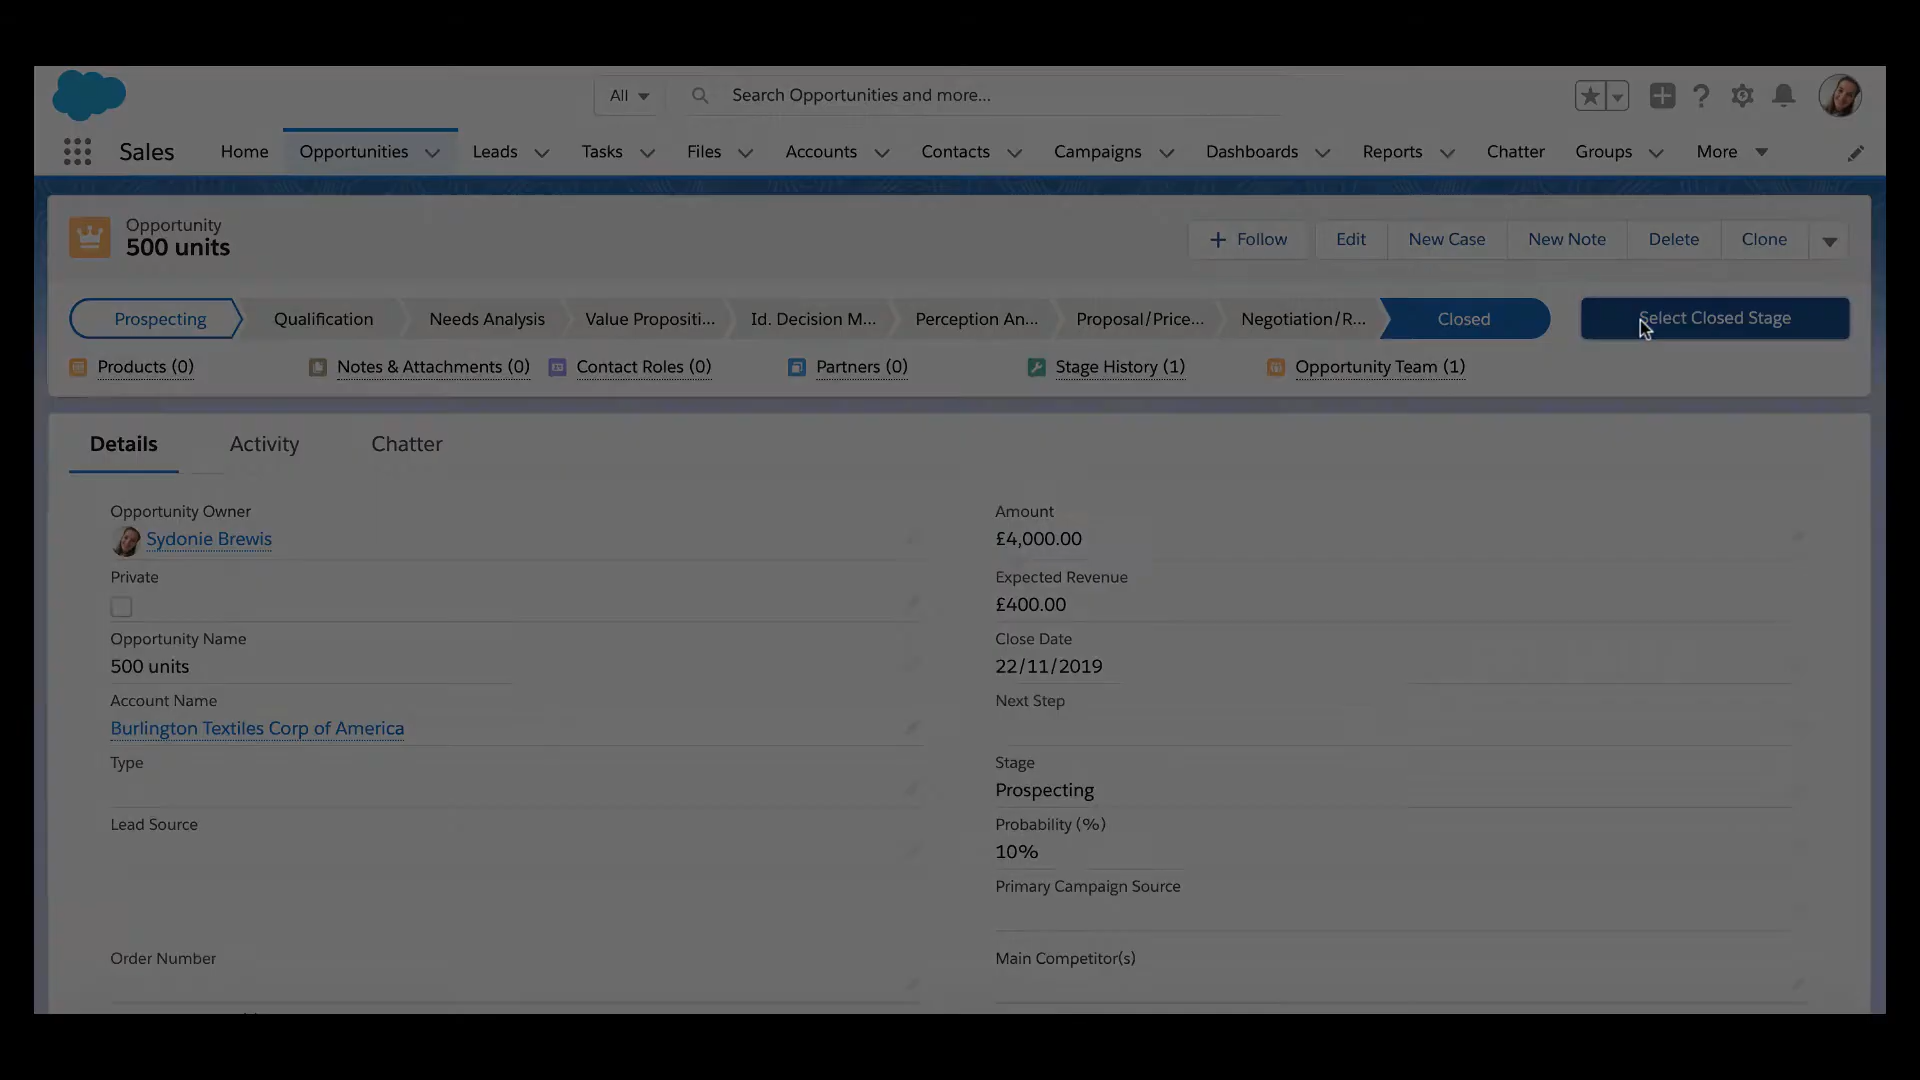 All
Search Opportunities and more...
Sales Home Opportunities Leads Tasks Files Accounts Contacts Campaigns Dashboards Reports Chatter Groups More
Opportunity
500 units
Follow Edit New Case New Note Delete Clone
Prospecting Qualification Needs Analysis Value Propositi... Id. Decision M... Perception An... Proposal/Price... Negotiation/R... Closed Select Closed Stage
Products (0) Notes & Attachments (0) Contact Roles (0) Partners (0) Stage History (1) Opportunity Team (1)
Details Activity Chatter
Opportunity Owner
Sydonie Brewis
Private
Opportunity Name
500 units
Account Name
Burlington Textiles Corp of America
Type
Lead Source
Order Number
Amount
£4,000.00
Expected Revenue
£400.00
Close Date
22/11/2019
Next Step
Stage
Prospecting
Probability (%)
10%
Primary Campaign Source
Main Competitor(s)